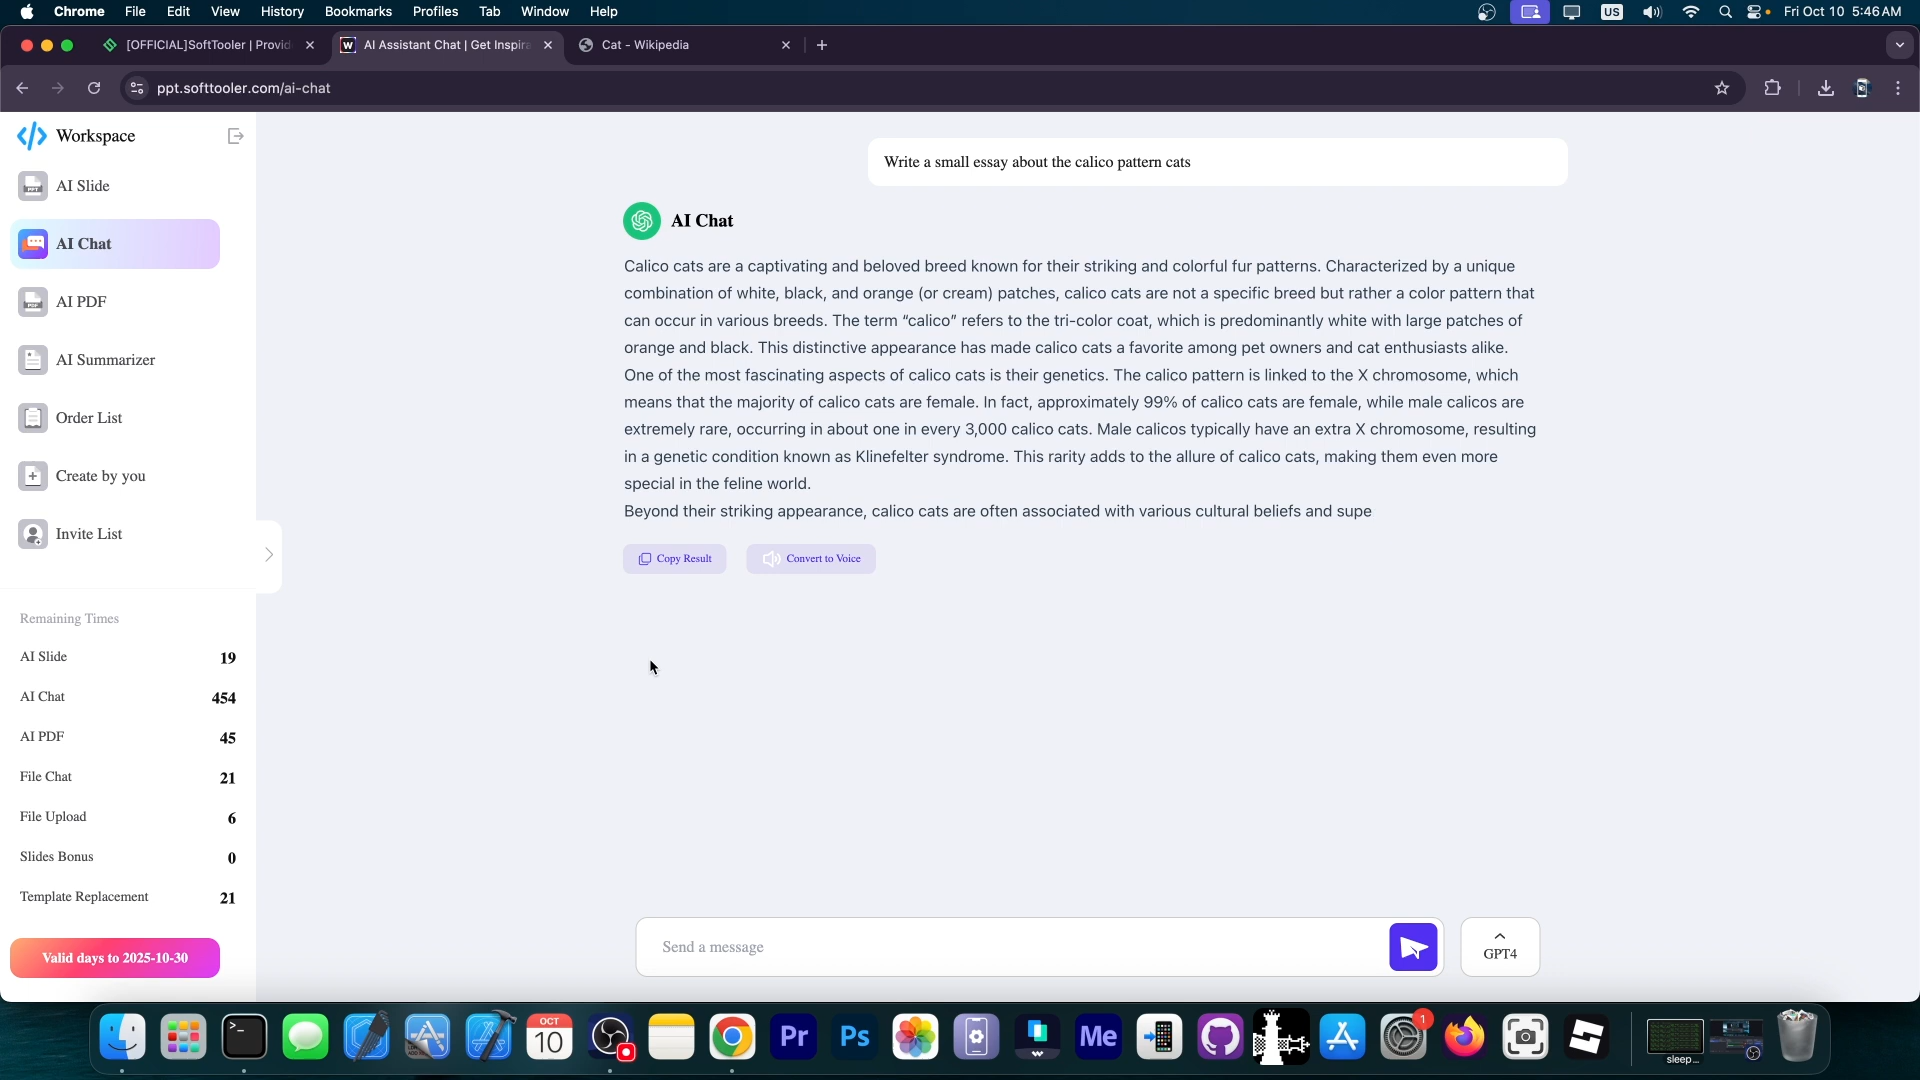 Chrome File Edit View History Bookmarks Profiles Tab Window Help US Fri Oct 10 5:46 AM
[OFFICIAL]SoftTooler | Provid AI Assistant Chat | Get Inspira Cat - Wikipedia
ppt.softtooler.com/ai-chat
Workspace
AI Slide
AI Chat
AI PDF
AI Summarizer
Order List
Create by you
Invite List
Remaining Times
AI Slide 19
AI Chat 454
AI PDF 45
File Chat 21
File Upload 6
Slides Bonus 0
Template Replacement 21
Valid days to 2025-10-30
Write a small essay about the calico pattern cats
AI Chat
Calico cats are a captivating and beloved breed known for their striking and colorful fur patterns. Characterized by a unique
combination of white, black, and orange (or cream) patches, calico cats are not a specific breed but rather a color pattern that
can occur in various breeds. The term “calico” refers to the tri-color coat, which is predominantly white with large patches of
orange and black. This distinctive appearance has made calico cats a favorite among pet owners and cat enthusiasts alike.
One of the most fascinating aspects of calico cats is their genetics. The calico pattern is linked to the X chromosome, which
means that the majority of calico cats are female. In fact, approximately 99% of calico cats are female, while male calicos are
extremely rare, occurring in about one in every 3,000 calico cats. Male calicos typically have an extra X chromosome, resulting
in a genetic condition known as Klinefelter syndrome. This rarity adds to the allure of calico cats, making them even more
special in the feline world.
Beyond their striking appearance, calico cats are often associated with various cultural beliefs and supe
Copy Result Convert to Voice
Send a message
GPT4
OCT
10
Pr Ps Me 1
sleep...